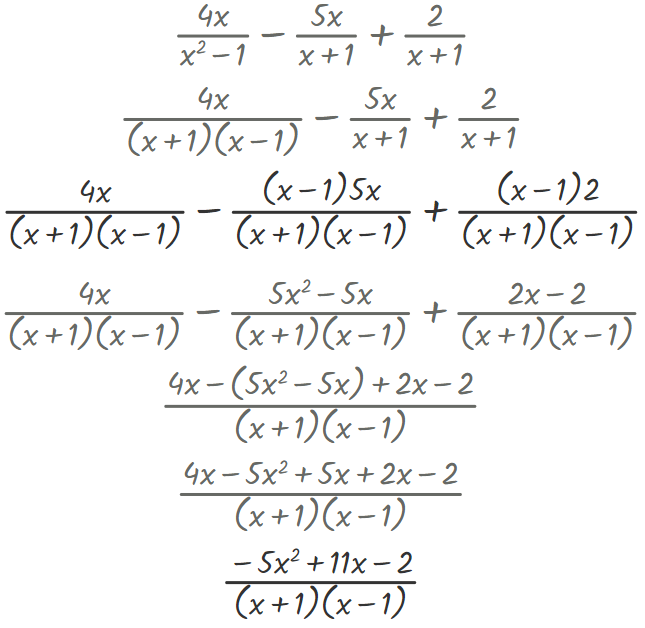 4x/(x² − 1) − 5x/(x + 1) + 2/(x + 1)
4x/((x + 1)(x − 1)) − 5x/(x + 1) + 2/(x + 1)
4x/((x + 1)(x − 1)) − (x − 1)5x/((x + 1)(x − 1)) + (x − 1)2/((x + 1)(x − 1))
4x/((x + 1)(x − 1)) − (5x² − 5x)/((x + 1)(x − 1)) + (2x − 2)/((x + 1)(x − 1))
(4x − (5x² − 5x) + 2x − 2)/((x + 1)(x − 1))
(4x − 5x² + 5x + 2x − 2)/((x + 1)(x − 1))
(− 5x² + 11x − 2)/((x + 1)(x − 1))